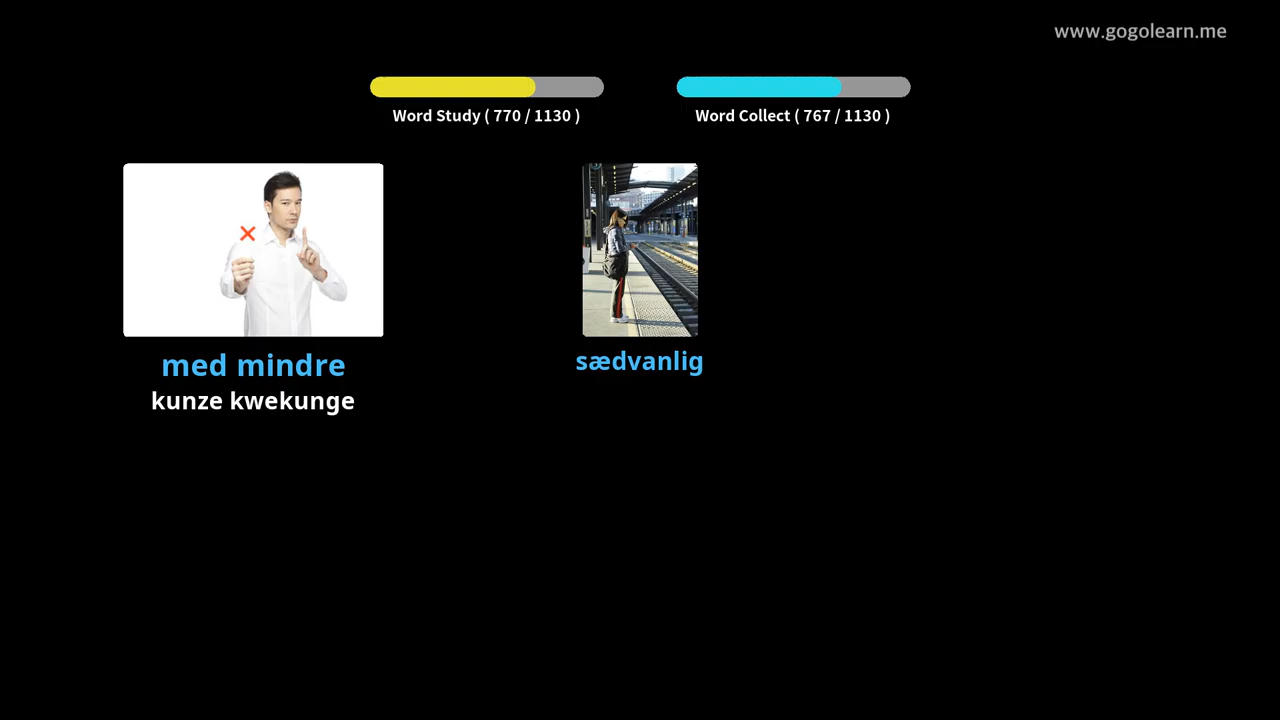 www.gogolearn.me
Word Study ( 770 / 1130 )
Word Collect ( 767 / 1130 )
med mindre
kunze kwekunge
sædvanlig